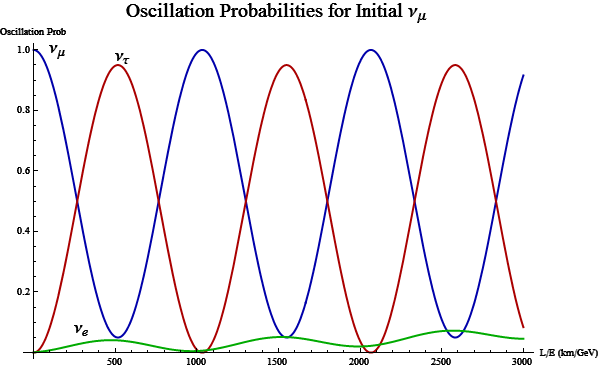 Oscillation Probabilities for Initial νμ
Oscillation Prob
νμ
ντ
1.0
0.8
0.6
0.4
0.2
νe
500
1000
1500
2000
2500
3000
L/E (km/GeV)